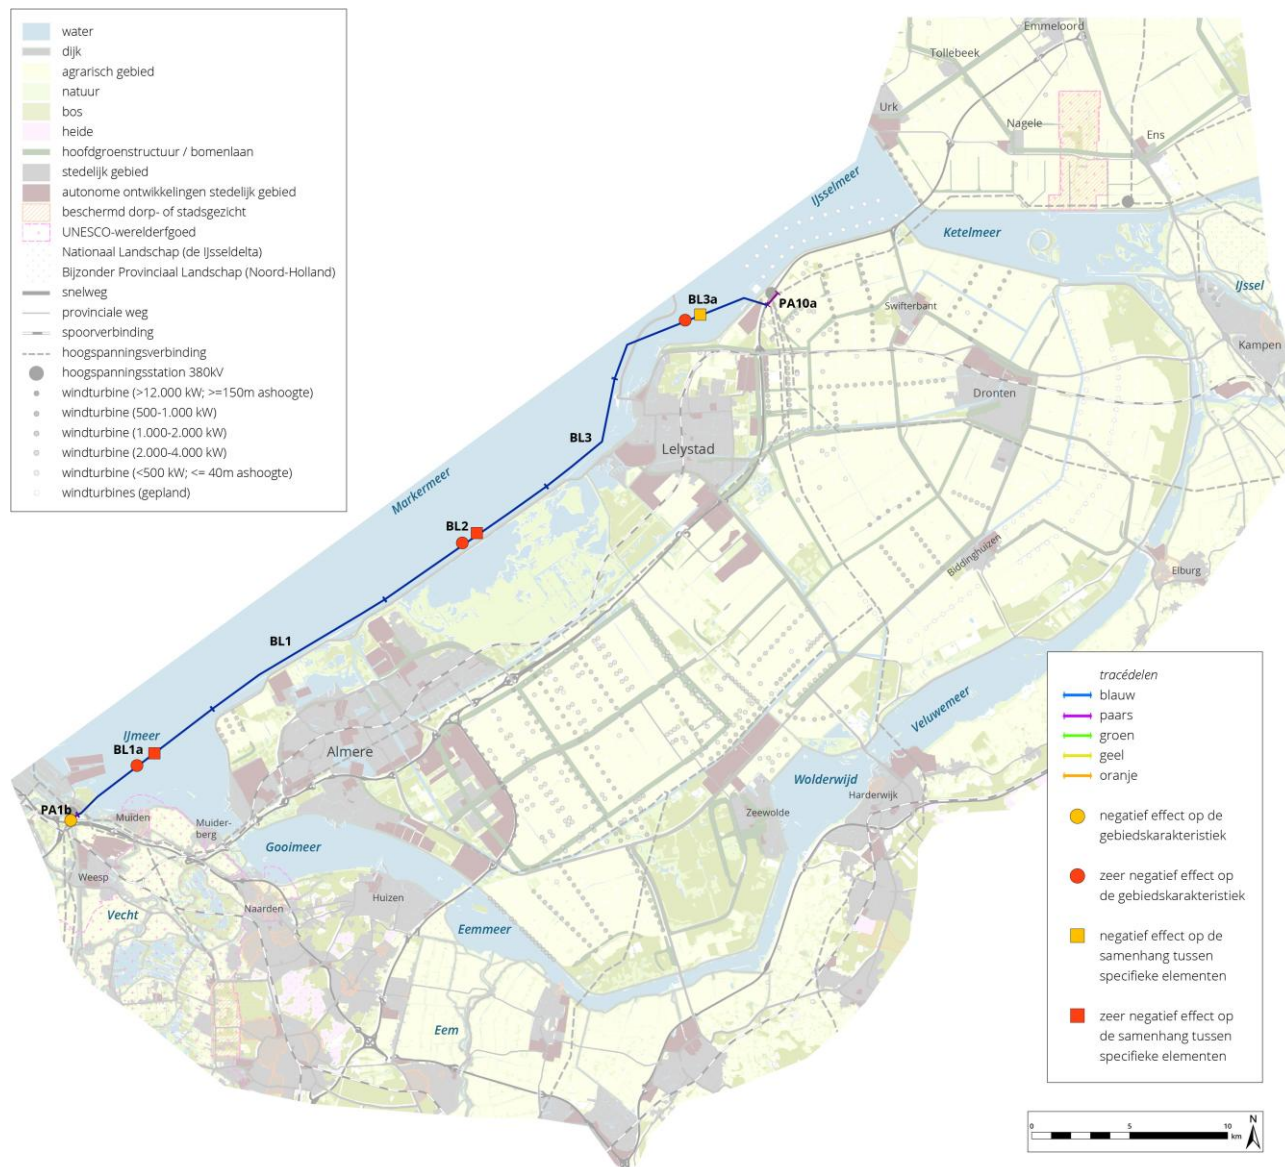 water
dijk
agrarisch gebied
natuur
bos
heide
hoofdgroenstructuur / bomenlaan
stedelijk gebied
autonome ontwikkelingen stedelijk gebied
beschermd dorp- of stadsgezicht
UNESCO-werelderfgoed
Nationaal Landschap (de IJsseldelta)
Bijzonder Provinciaal Landschap (Noord-Holland)
snelweg
provinciale weg
spoorverbinding
hoogspanningsverbinding
hoogspanningsstation 380kV
windturbine (>12.000 kW; >=150m ashoogte)
windturbine (500-1.000 kW)
windturbine (1.000-2.000 kW)
windturbine (2.000-4.000 kW)
windturbine (<500 kW; <= 40m ashoogte)
windturbines (gepland)
Emmeloord
Tollebeek
Urk
Nagele
Ens
IJsselmeer
Ketelmeer
IJssel
BL3a
PA10a
Swifterbant
Kampen
Dronten
BL3
Lelystad
Markermeer
BL2
Biddinghuizen
Elburg
BL1
Veluwemeer
IJmeer
BL1a
Almere
Wolderwijd
Harderwijk
PA1b
Muiden
Muider-
berg
Zeewolde
Gooimeer
Weesp
Huizen
Naarden
Vecht
Eemmeer
Eem
tracédelen
blauw
paars
groen
geel
oranje
negatief effect op de
gebiedskarakteristiek
zeer negatief effect op
de gebiedskarakteristiek
negatief effect op de
samenhang tussen
specifieke elementen
zeer negatief effect op
de samenhang tussen
specifieke elementen
0 5 10
km
N